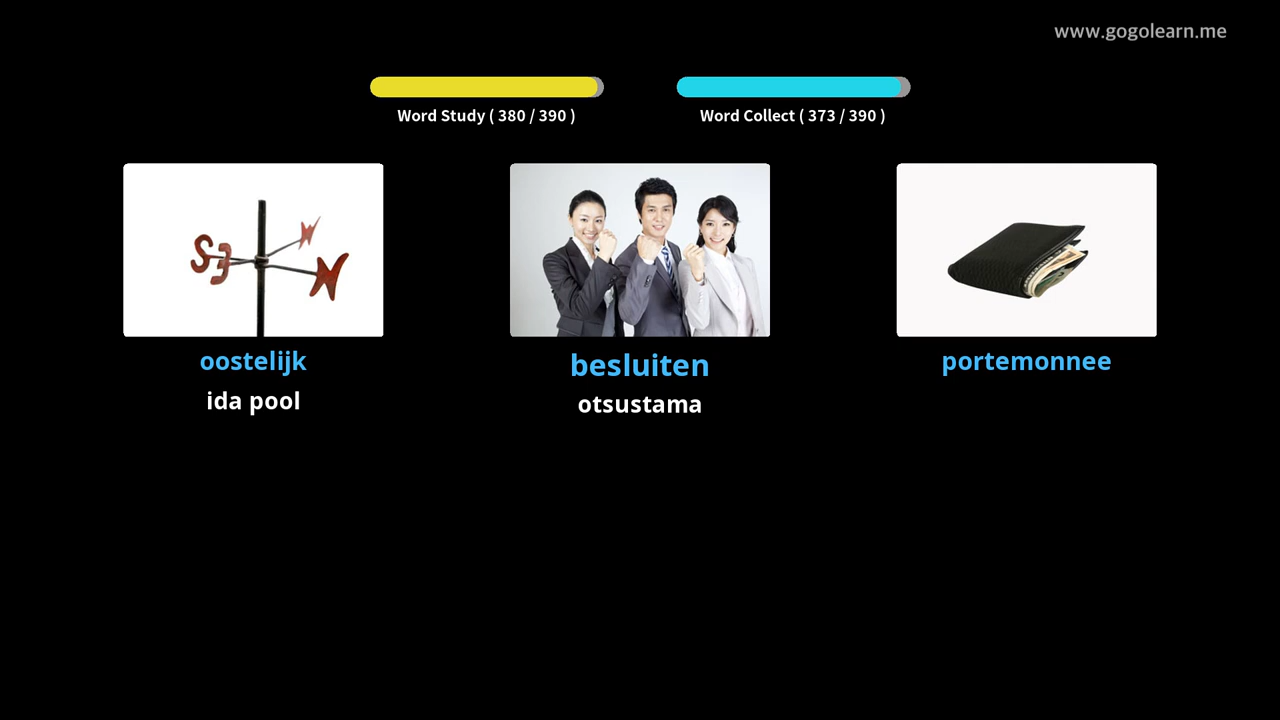 www.gogolearn.me
Word Study ( 380 / 390 )
Word Collect ( 373 / 390 )
S E N
oostelijk
besluiten
portemonnee
ida pool
otsustama